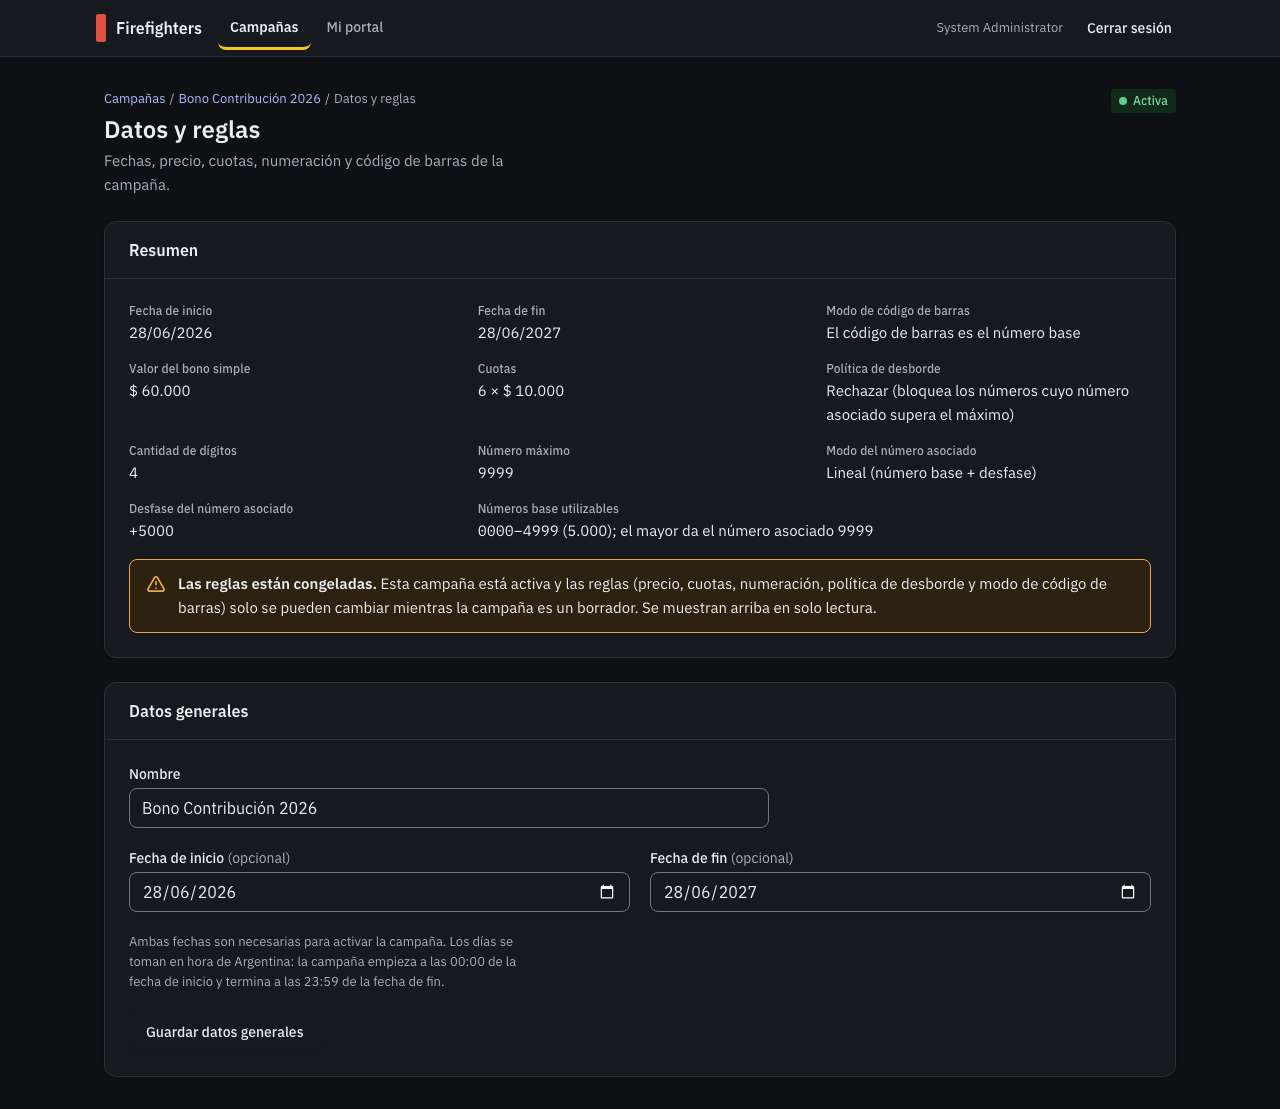 Firefighters
Campañas
Mi portal
System Administrator
Cerrar sesión
Campañas / Bono Contribución 2026 / Datos y reglas
Activa
Datos y reglas
Fechas, precio, cuotas, numeración y código de barras de la
campaña.
Resumen
Fecha de inicio
28/06/2026
Fecha de fin
28/06/2027
Modo de código de barras
El código de barras es el número base
Valor del bono simple
$ 60.000
Cuotas
6 × $ 10.000
Política de desborde
Rechazar (bloquea los números cuyo número
asociado supera el máximo)
Cantidad de dígitos
4
Número máximo
9999
Modo del número asociado
Lineal (número base + desfase)
Desfase del número asociado
+5000
Números base utilizables
0000–4999 (5.000); el mayor da el número asociado 9999
Las reglas están congeladas. Esta campaña está activa y las reglas (precio, cuotas, numeración, política de desborde y modo de código de
barras) solo se pueden cambiar mientras la campaña es un borrador. Se muestran arriba en solo lectura.
Datos generales
Nombre
Bono Contribución 2026
Fecha de inicio (opcional)
28/06/2026
Fecha de fin (opcional)
28/06/2027
Ambas fechas son necesarias para activar la campaña. Los días se
toman en hora de Argentina: la campaña empieza a las 00:00 de la
fecha de inicio y termina a las 23:59 de la fecha de fin.
Guardar datos generales